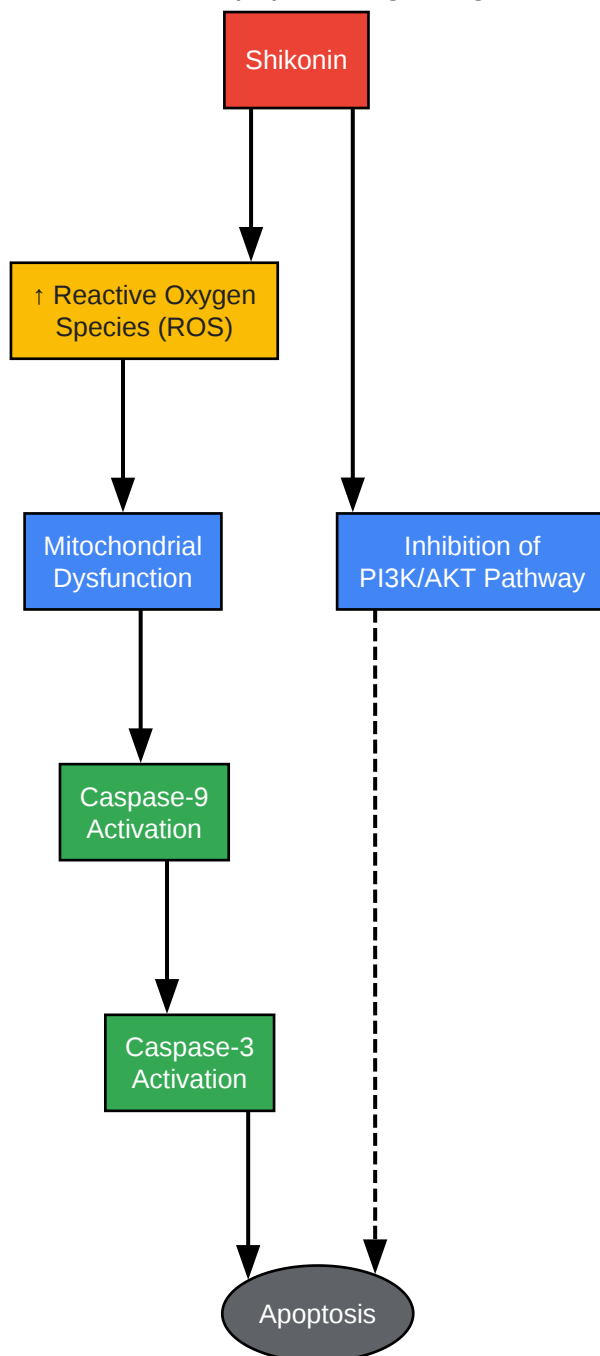 Shikonin
↑ Reactive Oxygen
Species (ROS)
Mitochondrial
Dysfunction
Inhibition of
PI3K/AKT Pathway
Caspase-9
Activation
Caspase-3
Activation
Apoptosis